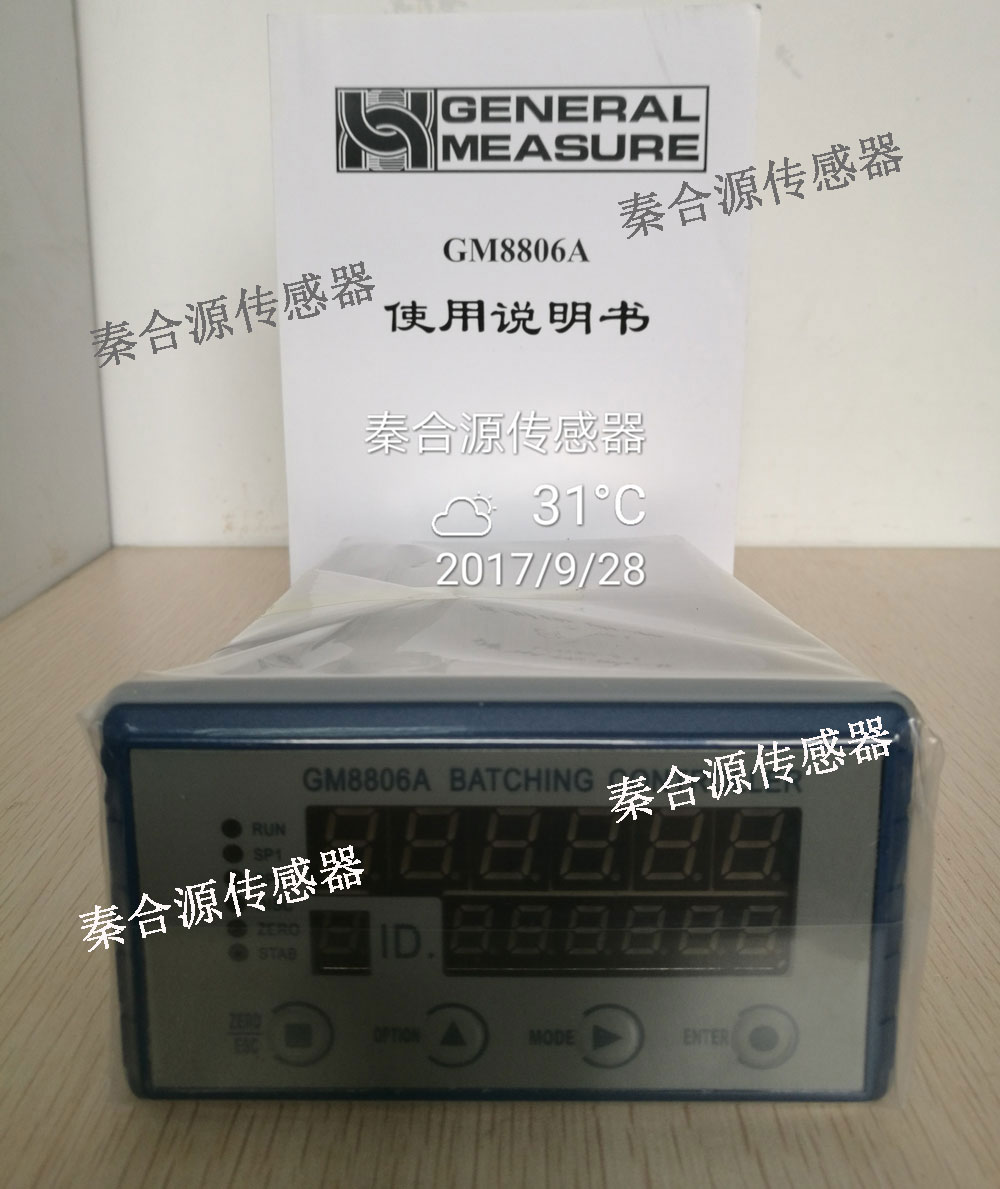 GENERAL
MEASURE
秦合源传感器
GM8806A
秦合源传感器
使用说明书
秦合源传感器
31°C
2017/9/28
秦合源传感器
GM8806A BATCHING
RUN
SP1
秦合源传感器
ZERO
ID.
STAB
ZERO
ESC
OPTION
MODE
ENTER